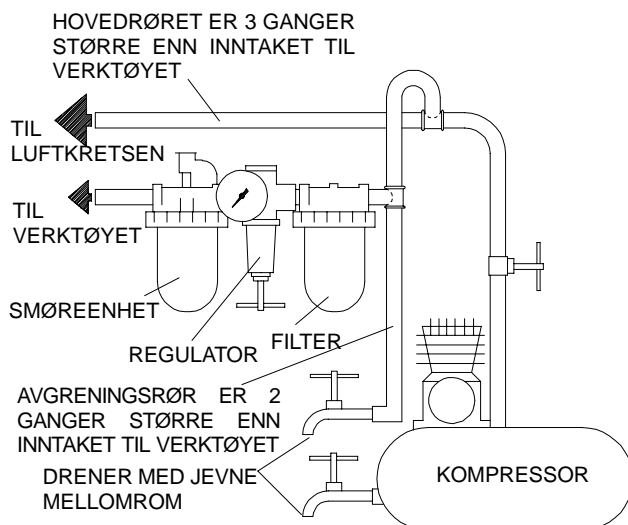 HOVEDRØRET ER 3 GANGER
STØRRE ENN INNTAKET TIL
VERKTØYET
TIL
LUFTKRETSEN
TIL
VERKTØYET
SMØREENHET
REGULATOR
FILTER
AVGRENINGSRØR ER 2
GANGER STØRRE ENN
INNTAKET TIL VERKTØYET
DRENER MED JEVNE
MELLOMROM
KOMPRESSOR